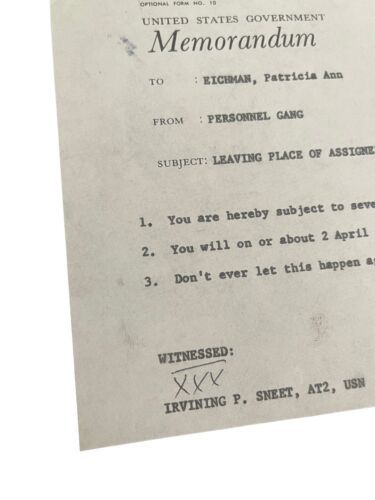 OPTIONAL FORM NO. 10
UNITED STATES GOVERNMENT
Memorandum
TO : EICHMAN, Patricia Ann
FROM : PERSONNEL GANG
SUBJECT: LEAVING PLACE OF ASSIGNE
1. You are hereby subject to seve
2. You will on or about 2 April
3. Don't ever let this happen a
WITNESSED:
XXX
IRVINING P. SNEET, AT2, USN